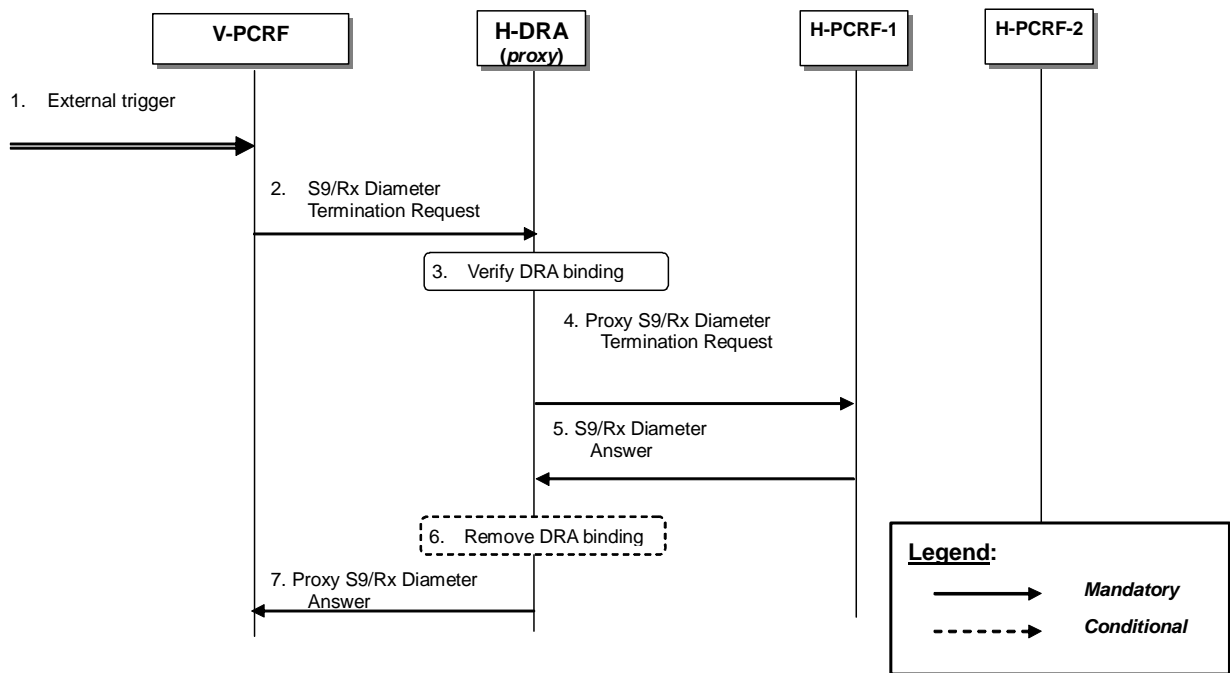 V-PCRF
H-DRA
(proxy)
H-PCRF-1
H-PCRF-2
1. External trigger
2. S9/Rx Diameter
Termination Request
3. Verify DRA binding
4. Proxy S9/Rx Diameter
Termination Request
5. S9/Rx Diameter
Answer
6. Remove DRA binding
7. Proxy S9/Rx Diameter
Answer
Legend:
Mandatory
Conditional